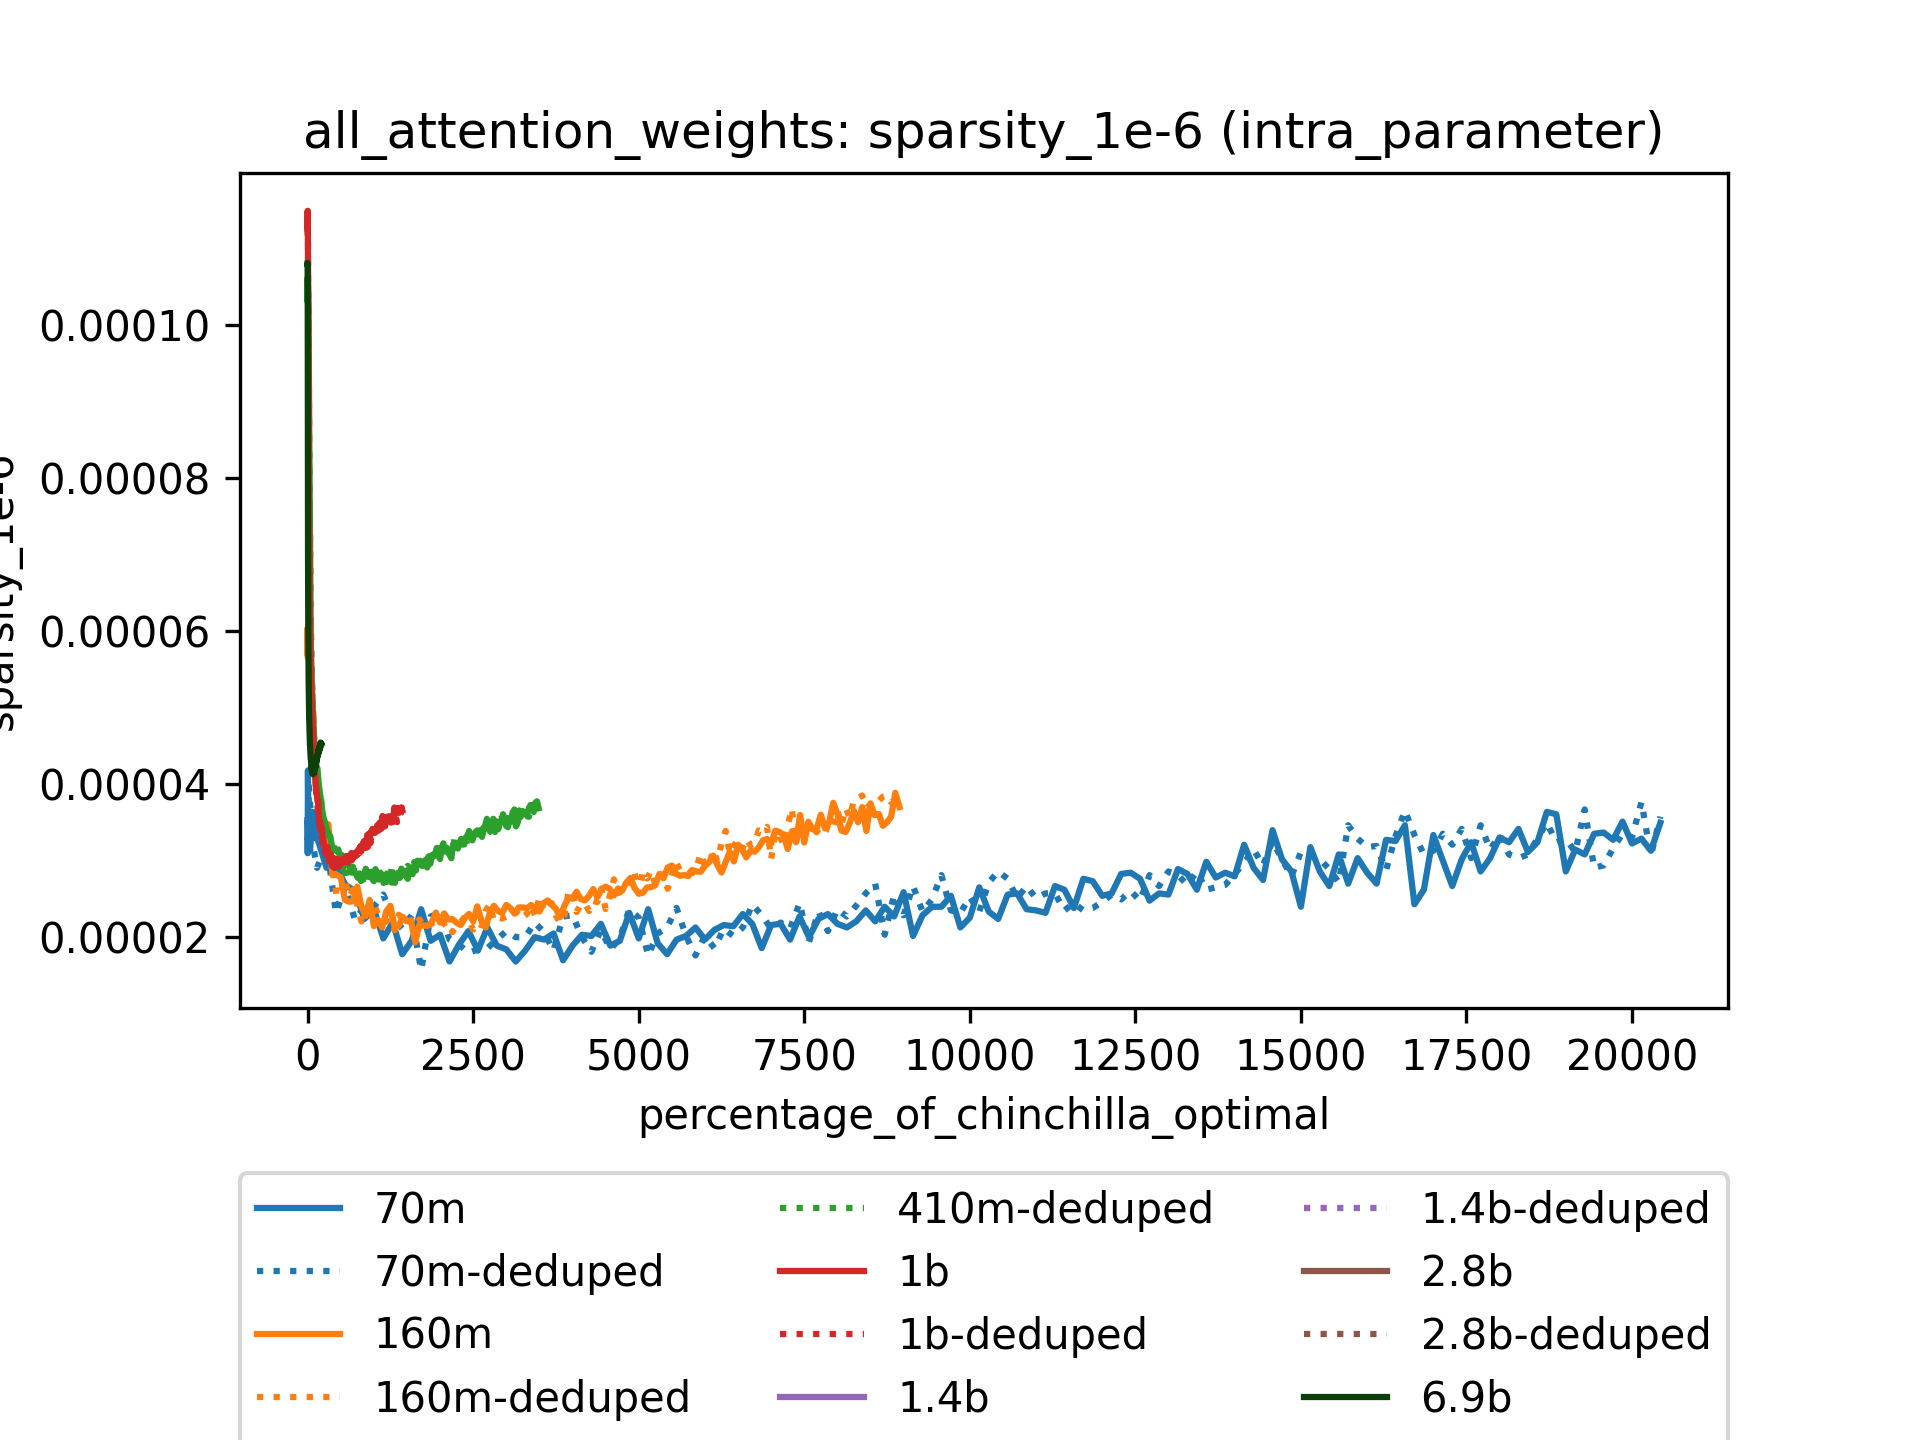 all_attention_weights: sparsity_1e-6 (intra_parameter)
sparsity_1e-6
0.00010
0.00008
0.00006
0.00004
0.00002
0 2500 5000 7500 10000 12500 15000 17500 20000
percentage_of_chinchilla_optimal
70m
70m-deduped
160m
160m-deduped
410m-deduped
1b
1b-deduped
1.4b
1.4b-deduped
2.8b
2.8b-deduped
6.9b